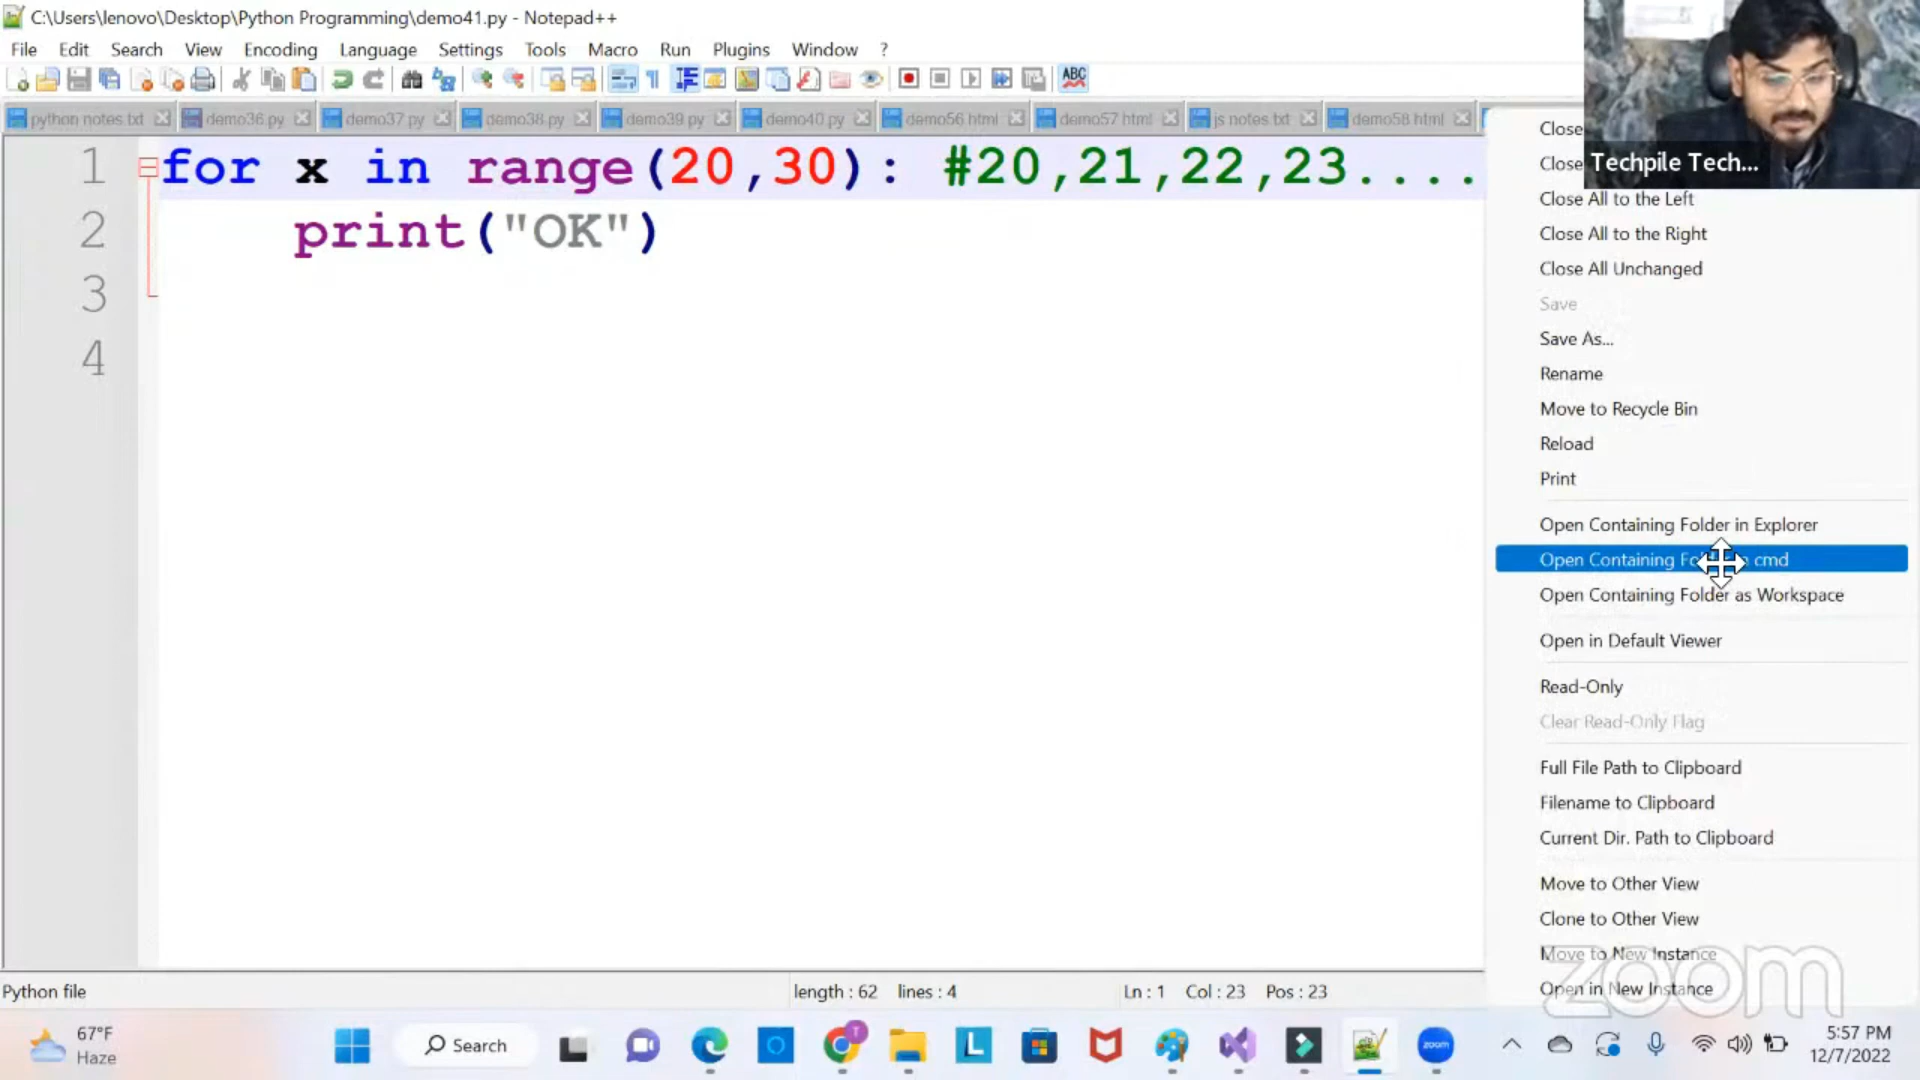 C:\Users\lenovo\Desktop\Python Programming\demo41.py - Notepad++
File Edit Search View Encoding Language Settings Tools Macro Run Plugins Window ?
ABC
python notes.txt demo36.py demo37.py demo38.py demo39.py demo40.py demo56.html demo57.html js notes.txt demo58.html
1 for x in range(20,30): #20,21,22,23....
2 print("OK")
3
4
Techpile Tech...
Close
Close
Close All to the Left
Close All to the Right
Close All Unchanged
Save
Save As...
Rename
Move to Recycle Bin
Reload
Print
Open Containing Folder in Explorer
Open Containing cmd
Open Containing Folder as Workspace
Open in Default Viewer
Read-Only
Clear Read-Only Flag
Full File Path to Clipboard
Filename to Clipboard
Current Dir. Path to Clipboard
Move to Other View
Clone to Other View
Move to New Instance
Open in New Instance
zoom
Python file length : 62 lines : 4 Ln : 1 Col : 23 Pos : 23
67°F
Haze
Search
T
L
zoom
5:57 PM
12/7/2022